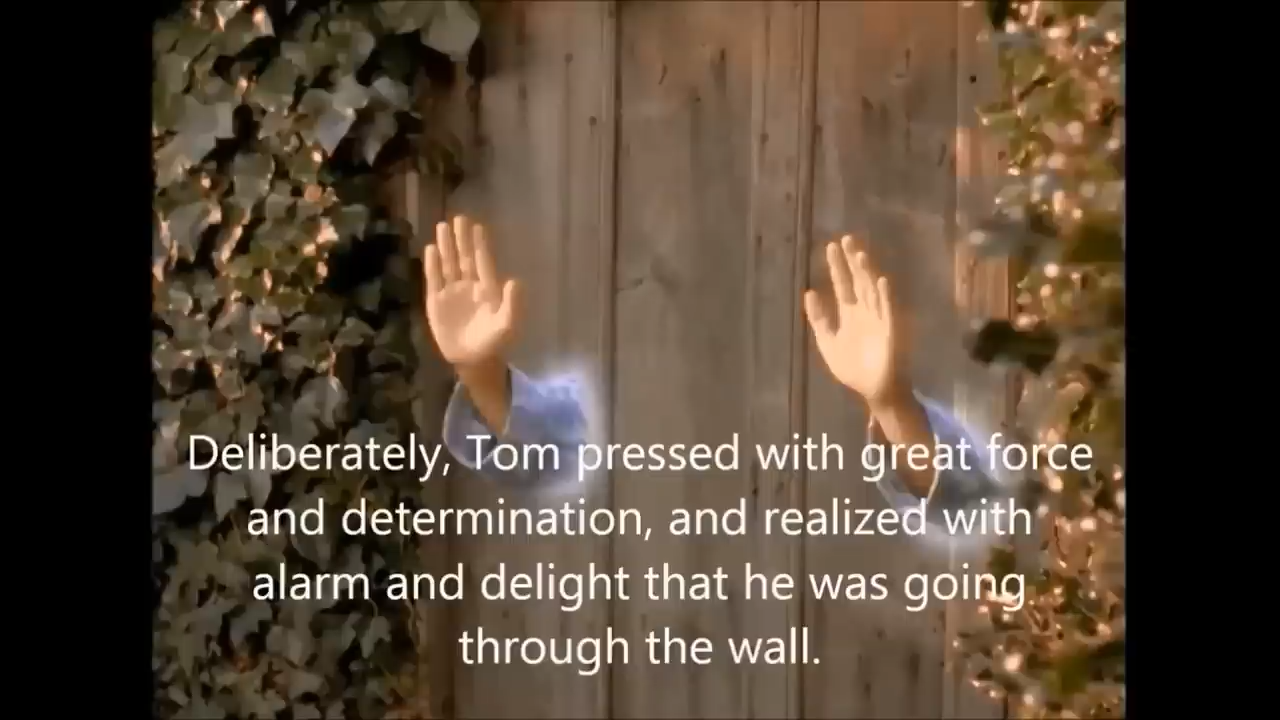 Deliberately, Tom pressed with great force
and determination, and realized with
alarm and delight that he was going
through the wall.